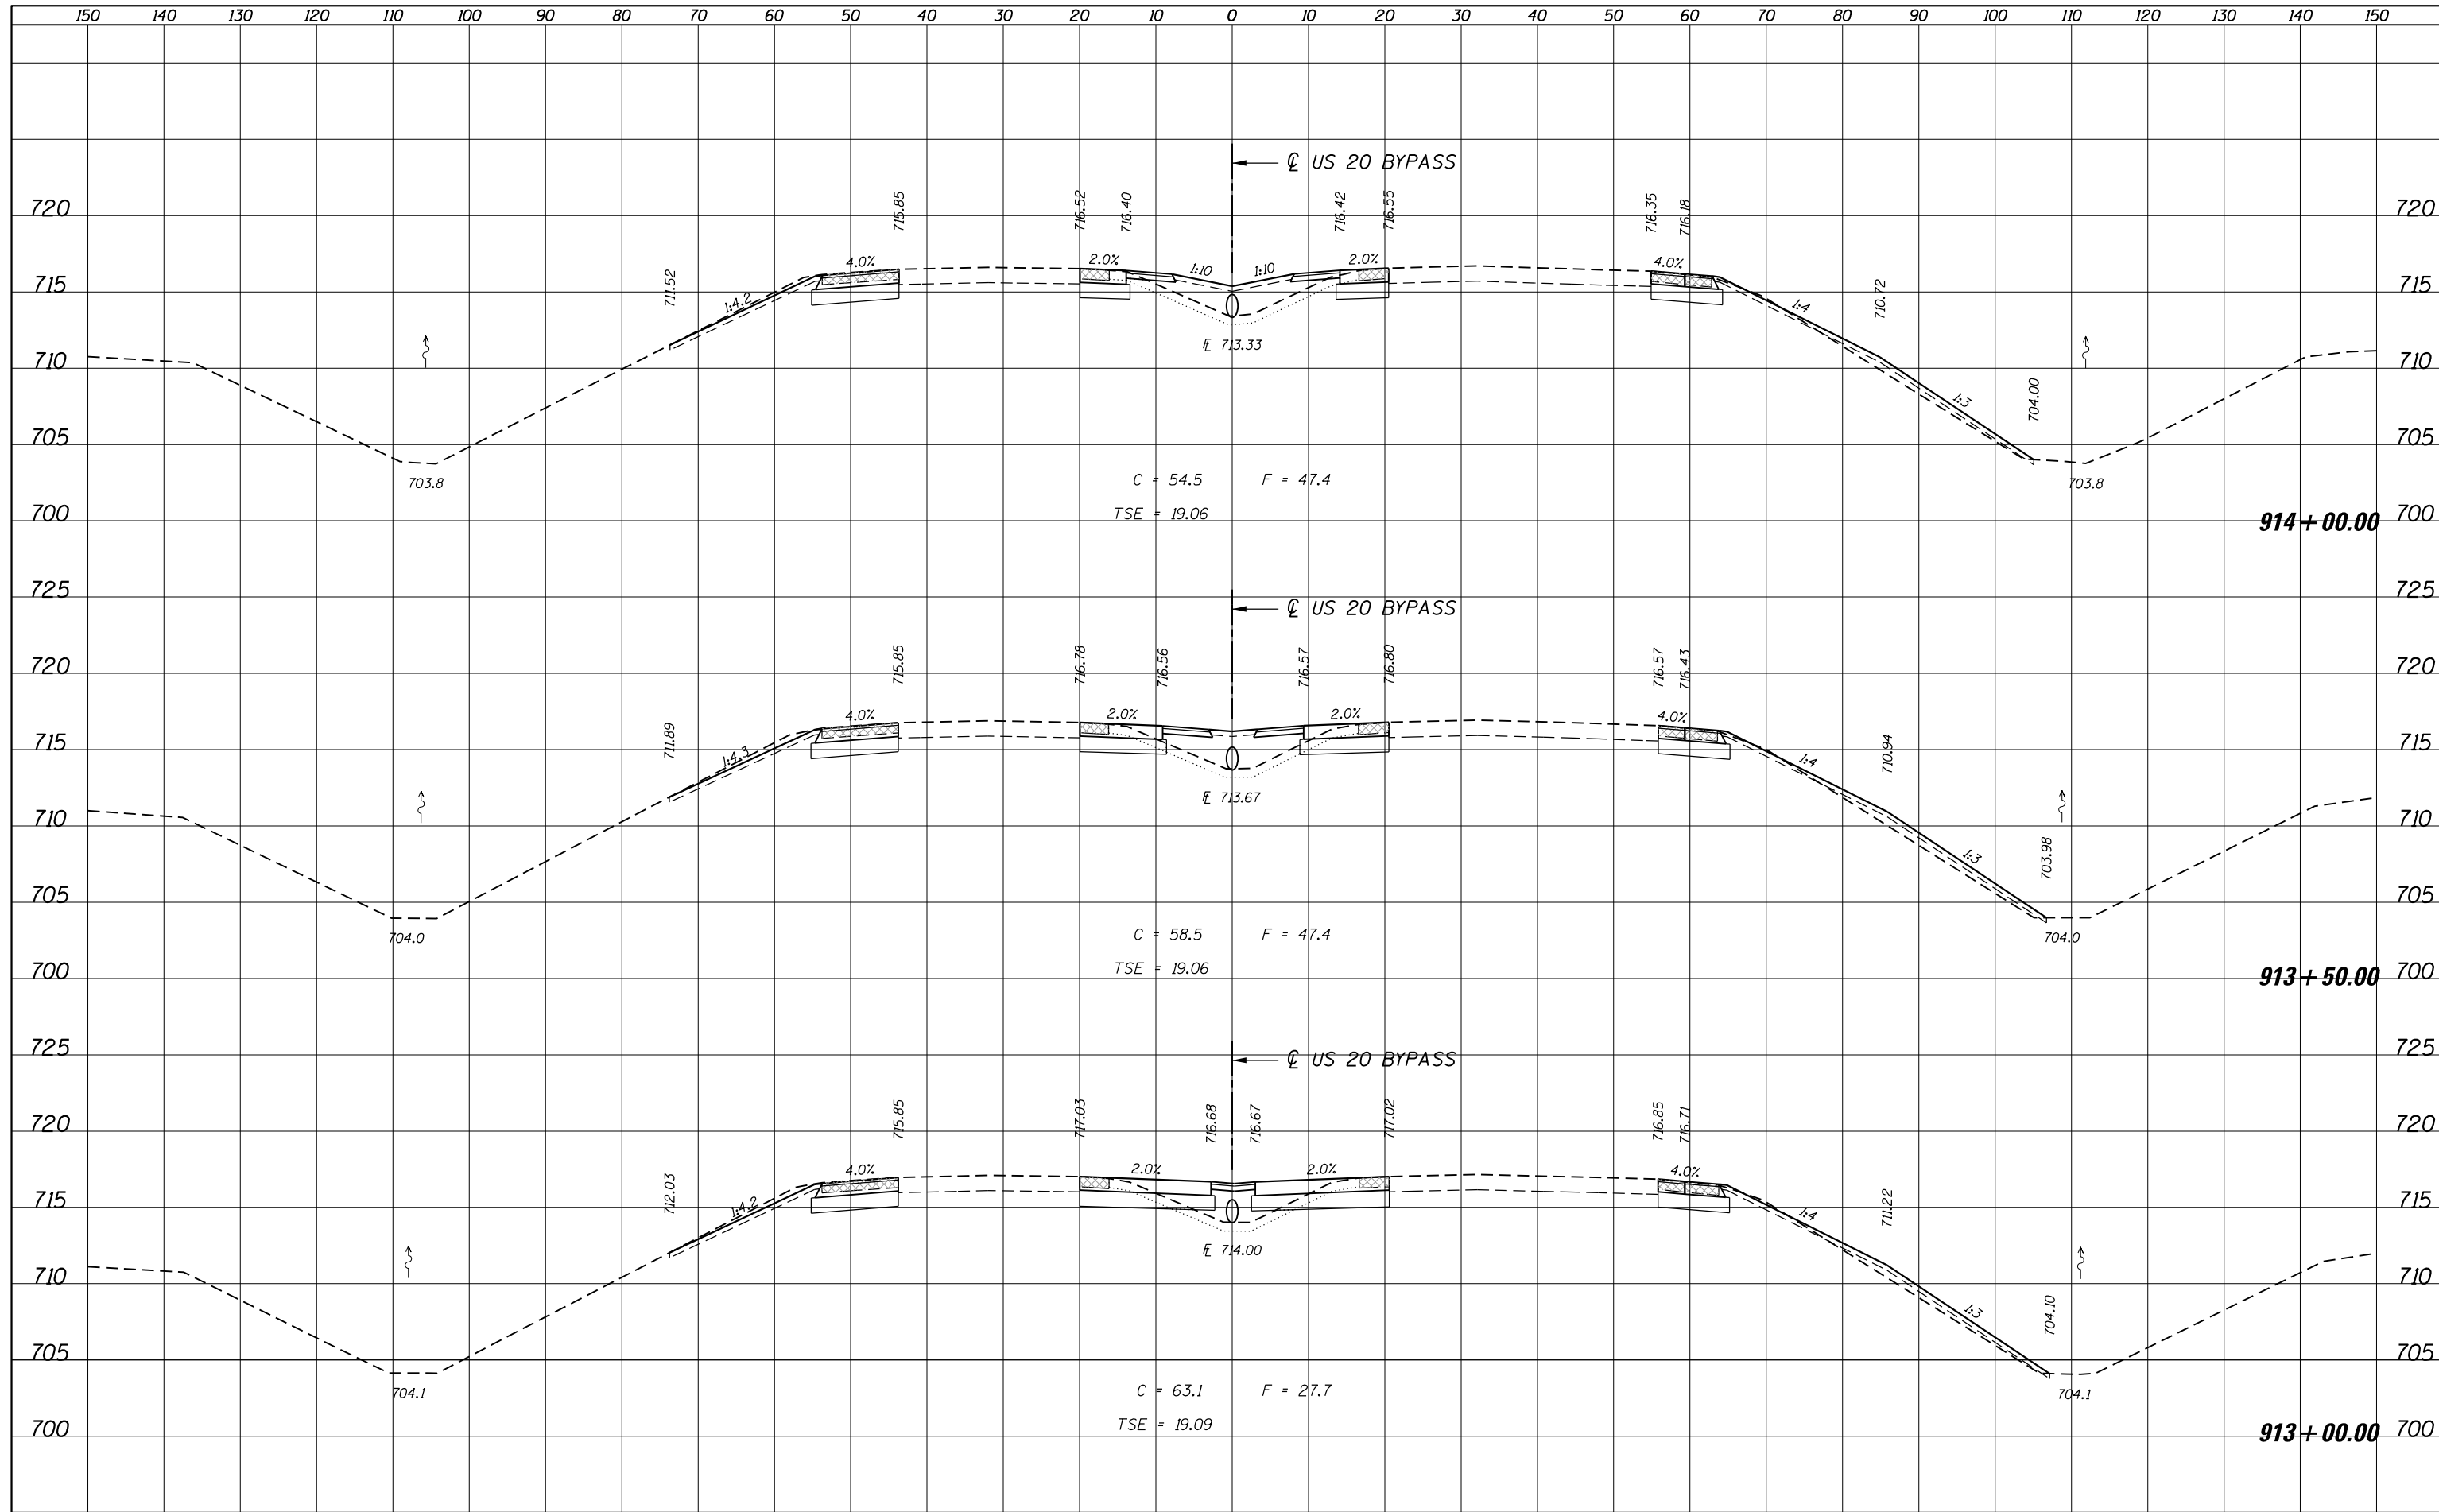 150 140 130 120 110 100 90 80 70 60 50 40 30 20 10 0 10 20 30 40 50 60 70 80 90 100 110 120 130 140 150
℄ US 20 BYPASS
711.52 715.85 716.52 716.40 716.42 716.55 716.35 716.18 710.72 704.00
720 720
4.0% 2.0% 1:10 1:10 2.0% 4.0%
715 1:4.2 1:4 715
FL 713.33
710 710
1:3
705 705
703.8 C = 54.5 F = 47.4 703.8
TSE = 19.06
700 914+00.00 700
725 725
℄ US 20 BYPASS
711.89 715.85 716.78 716.56 716.57 716.80 716.57 716.43 710.94 703.98
720 720
4.0% 2.0% 2.0% 4.0%
715 1:4.3 1:4 715
FL 713.67
710 710
1:3
705 705
704.0 C = 58.5 F = 47.4 704.0
TSE = 19.06
700 913+50.00 700
725 725
℄ US 20 BYPASS
712.03 715.85 717.03 716.68 716.67 717.02 716.85 716.71 711.22 704.10
720 720
4.0% 2.0% 2.0% 4.0%
715 1:4.2 1:4 715
FL 714.00
710 710
1:3
705 705
704.1 C = 63.1 F = 27.7 704.1
TSE = 19.09
700 913+00.00 700